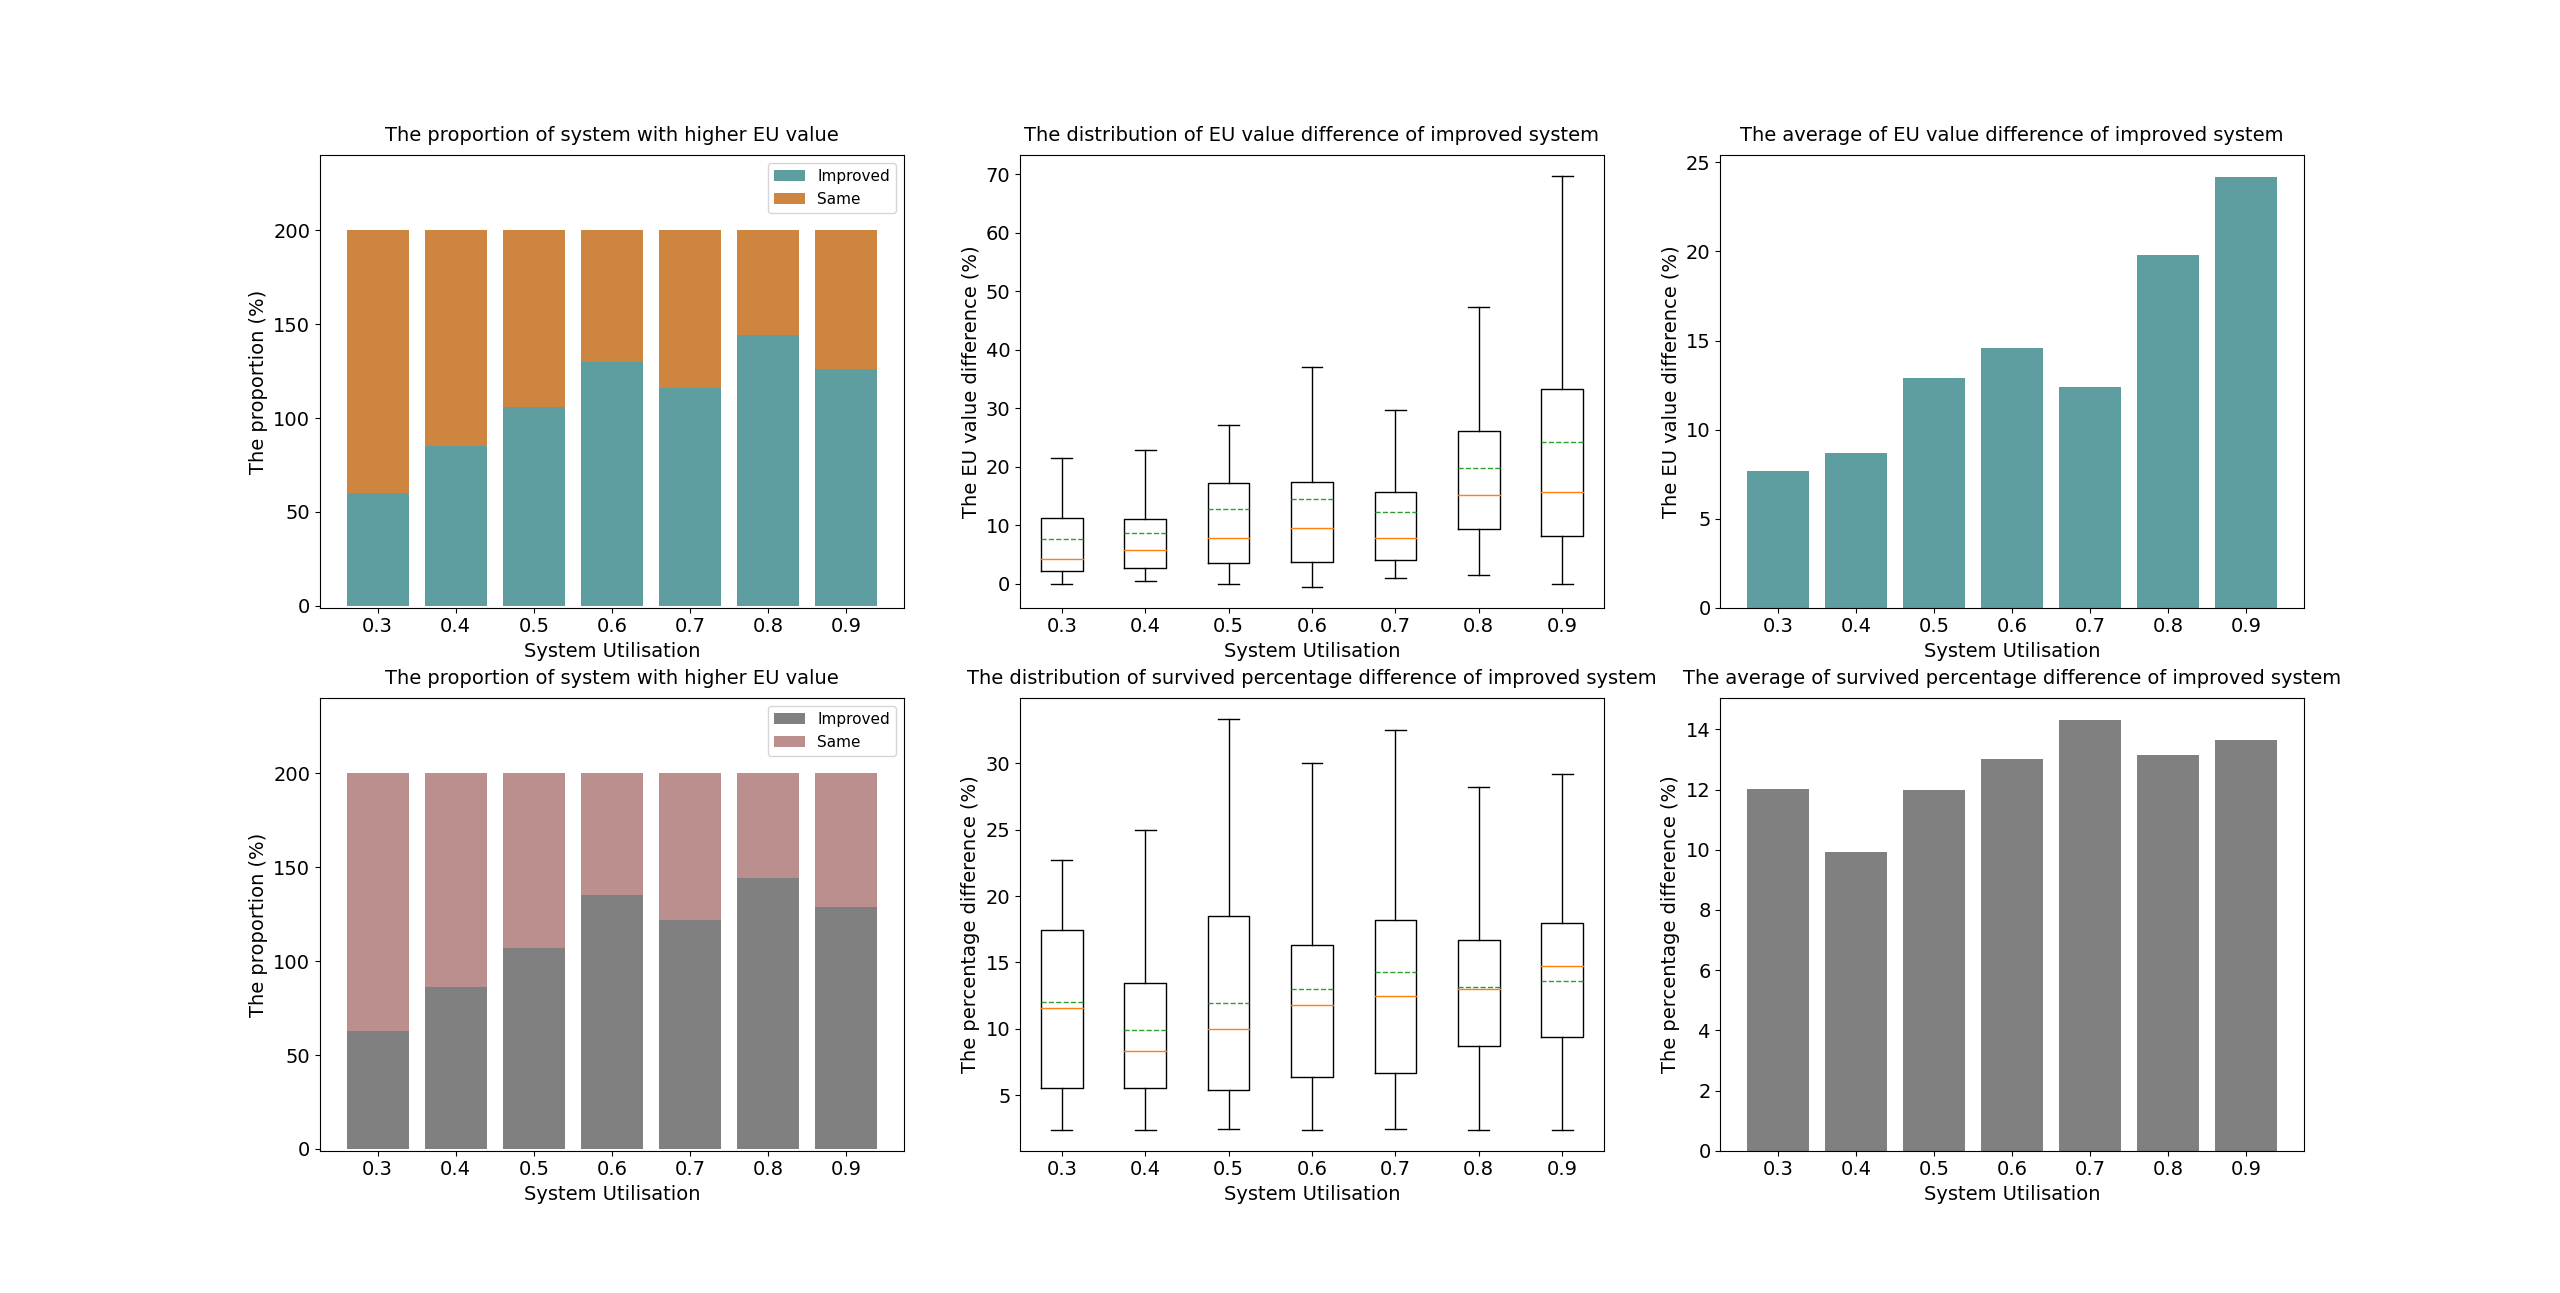 The proportion of system with higher EU value
The proportion (%)
200
150
100
50
0
Improved
Same
0.3 0.4 0.5 0.6 0.7 0.8 0.9
System Utilisation
The distribution of EU value difference of improved system
The EU value difference (%)
70
60
50
40
30
20
10
0
0.3 0.4 0.5 0.6 0.7 0.8 0.9
System Utilisation
The average of EU value difference of improved system
The EU value difference (%)
25
20
15
10
5
0
0.3 0.4 0.5 0.6 0.7 0.8 0.9
System Utilisation
The proportion of system with higher EU value
The proportion (%)
200
150
100
50
0
Improved
Same
0.3 0.4 0.5 0.6 0.7 0.8 0.9
System Utilisation
The distribution of survived percentage difference of improved system
The percentage difference (%)
30
25
20
15
10
5
0.3 0.4 0.5 0.6 0.7 0.8 0.9
System Utilisation
The average of survived percentage difference of improved system
The percentage difference (%)
14
12
10
8
6
4
2
0
0.3 0.4 0.5 0.6 0.7 0.8 0.9
System Utilisation